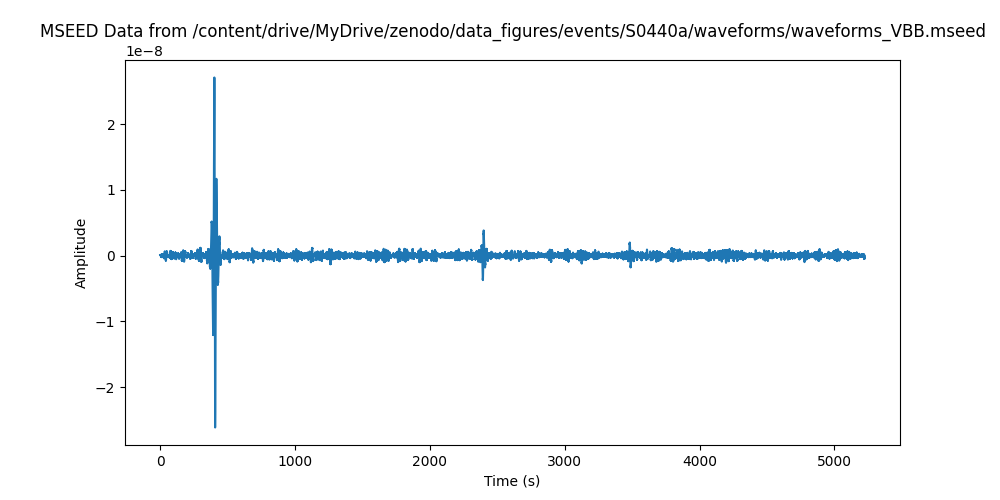 MSEED Data from /content/drive/MyDrive/zenodo/data_figures/events/S0440a/waveforms/waveforms_VBB.mseed
1e−8
2
1
0
−1
−2
Amplitude
0 1000 2000 3000 4000 5000
Time (s)